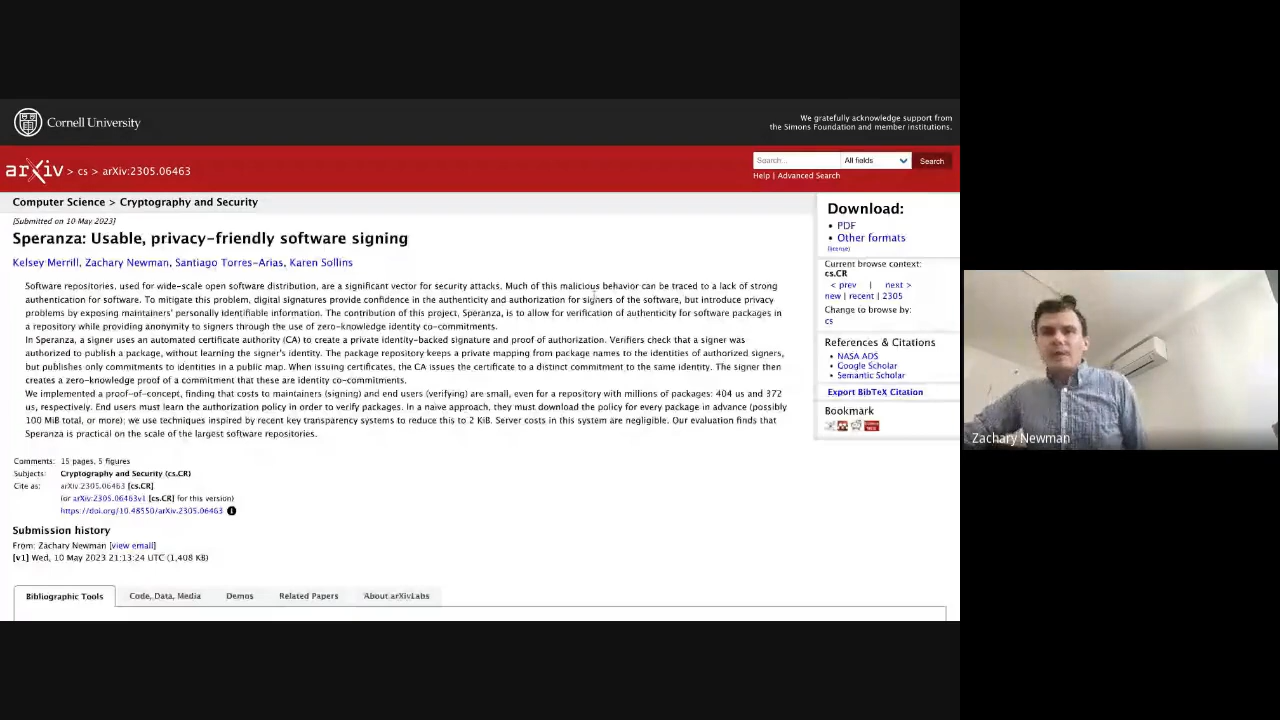 Cornell University
We gratefully acknowledge support from
the Simons Foundation and member institutions.
arXiv > cs > arXiv:2305.06463
Search...
All fields
Search
Help | Advanced Search
Computer Science > Cryptography and Security
[Submitted on 10 May 2023]
Speranza: Usable, privacy-friendly software signing
Kelsey Merrill, Zachary Newman, Santiago Torres-Arias, Karen Sollins
Software repositories, used for wide-scale open software distribution, are a significant vector for security attacks. Much of this malicious behavior can be traced to a lack of strong
authentication for software. To mitigate this problem, digital signatures provide confidence in the authenticity and authorization for signers of the software, but introduce privacy
problems by exposing maintainers' personally identifiable information. The contribution of this project, Speranza, is to allow for verification of authenticity for software packages in
a repository while providing anonymity to signers through the use of zero-knowledge identity co-commitments.
In Speranza, a signer uses an automated certificate authority (CA) to create a private identity-backed signature and proof of authorization. Verifiers check that a signer was
authorized to publish a package, without learning the signer's identity. The package repository keeps a private mapping from package names to the identities of authorized signers,
but publishes only commitments to identities in a public map. When issuing certificates, the CA issues the certificate to a distinct commitment to the same identity. The signer then
creates a zero-knowledge proof of a commitment that these are identity co-commitments.
We implemented a proof-of-concept, finding that costs to maintainers (signing) and end users (verifying) are small, even for a repository with millions of packages: 404 us and 372
us, respectively. End users must learn the authorization policy in order to verify packages. In a naive approach, they must download the policy for every package in advance (possibly
100 MiB total, or more); we use techniques inspired by recent key transparency systems to reduce this to 2 KiB. Server costs in this system are negligible. Our evaluation finds that
Speranza is practical on the scale of the largest software repositories.
Comments: 15 pages, 5 figures
Subjects: Cryptography and Security (cs.CR)
Cite as: arXiv:2305.06463 [cs.CR]
(or arXiv:2305.06463v1 [cs.CR] for this version)
https://doi.org/10.48550/arXiv.2305.06463
Submission history
From: Zachary Newman [view email]
[v1] Wed, 10 May 2023 21:13:24 UTC (1,408 KB)
Bibliographic Tools
Code, Data, Media
Demos
Related Papers
About arXivLabs
Download:
• PDF
• Other formats
(license)
Current browse context:
cs.CR
< prev | next >
new | recent | 2305
Change to browse by:
cs
References & Citations
• NASA ADS
• Google Scholar
• Semantic Scholar
Export BibTeX Citation
Bookmark
Zachary Newman